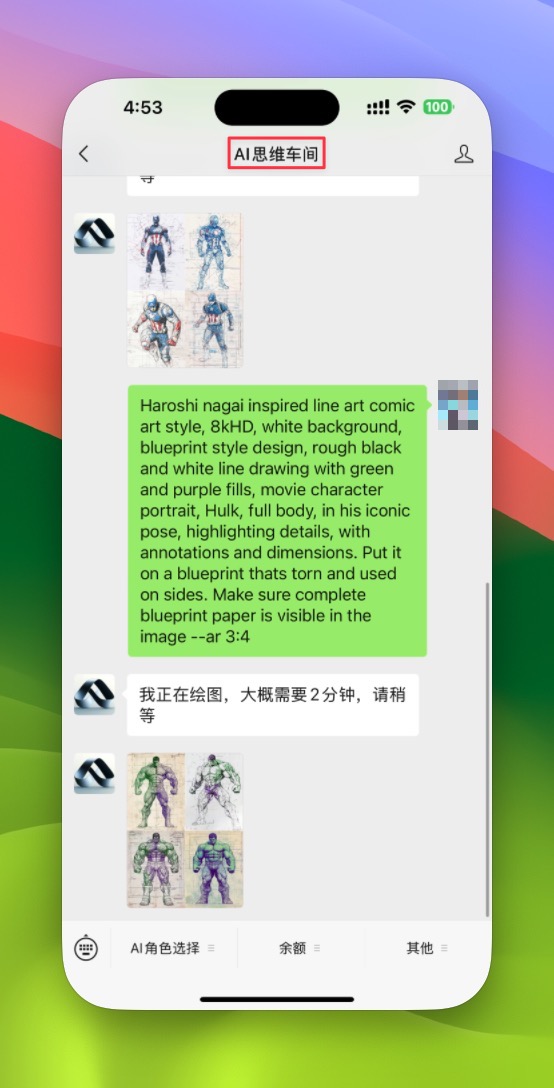 4:53
100
AI思维车间
等
Haroshi nagai inspired line art comic
art style, 8kHD, white background,
blueprint style design, rough black
and white line drawing with green
and purple fills, movie character
portrait, Hulk, full body, in his iconic
pose, highlighting details, with
annotations and dimensions. Put it
on a blueprint thats torn and used
on sides. Make sure complete
blueprint paper is visible in the
image --ar 3:4
我正在绘图，大概需要2分钟，请稍
等
AI角色选择
余额
其他